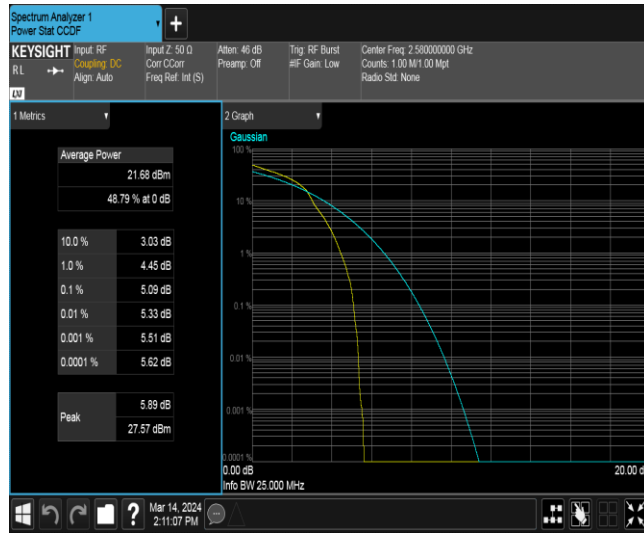 Spectrum Analyzer 1
Power Stat CCDF
+
KEYSIGHT
RL
LXI
Input: RF
Coupling: DC
Align: Auto
Input Z: 50 Ω
Corr CCorr
Freq Ref: Int (S)
Atten: 46 dB
Preamp: Off
Trig: RF Burst
#IF Gain: Low
Center Freq: 2.580000000 GHz
Counts: 1.00 M/1.00 Mpt
Radio Std: None
1 Metrics
Average Power
21.68 dBm
48.79 % at 0 dB
10.0 % 3.03 dB
1.0 % 4.45 dB
0.1 % 5.09 dB
0.01 % 5.33 dB
0.001 % 5.51 dB
0.0001 % 5.62 dB
Peak
5.89 dB
27.57 dBm
2 Graph
Gaussian
100 %
10 %
1 %
0.1 %
0.01 %
0.001 %
0.0001 %
0.00 dB 20.00 d
Info BW 25.000 MHz
?
Mar 14, 2024
2:11:07 PM